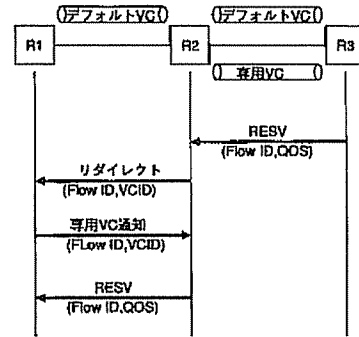 デフォルトVC
デフォルトVC
R1
R2
R3
専用VC
RESV
(Flow ID,QOS)
リダイレクト
(Flow ID,VCID)
専用VC通知
(FLow ID,VCID)
RESV
(Flow ID,QOS)